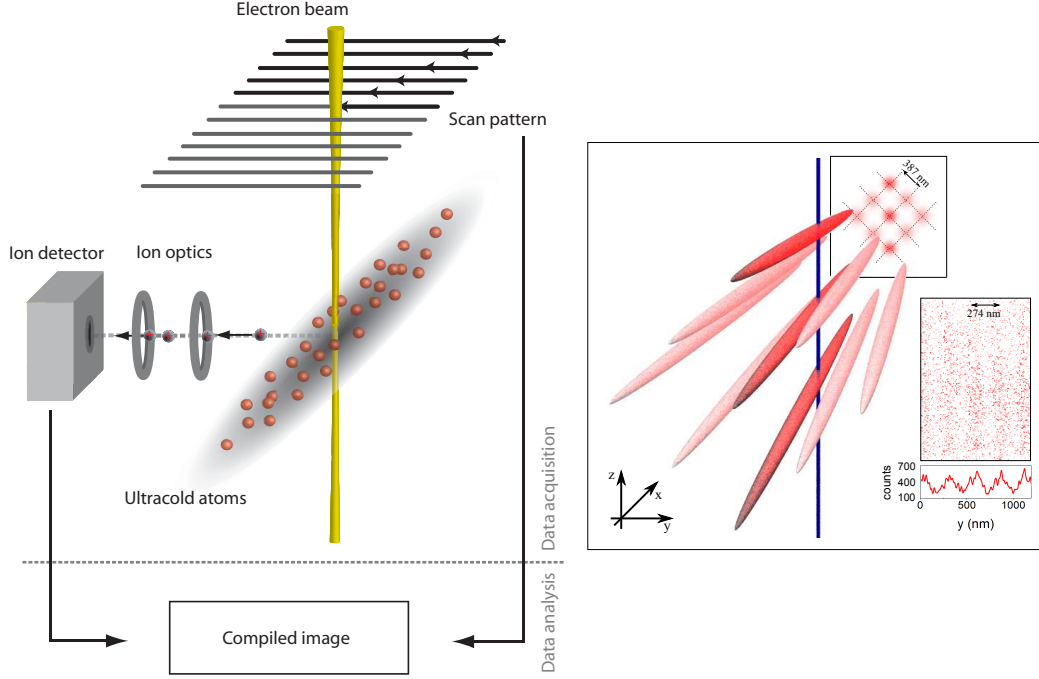 Electron beam
Scan pattern
Ion detector
Ion optics
Ultracold atoms
Data acquisition
Data analysis
Compiled image
387 nm
274 nm
z
x
y
counts
700
400
100
0
500
1000
y (nm)